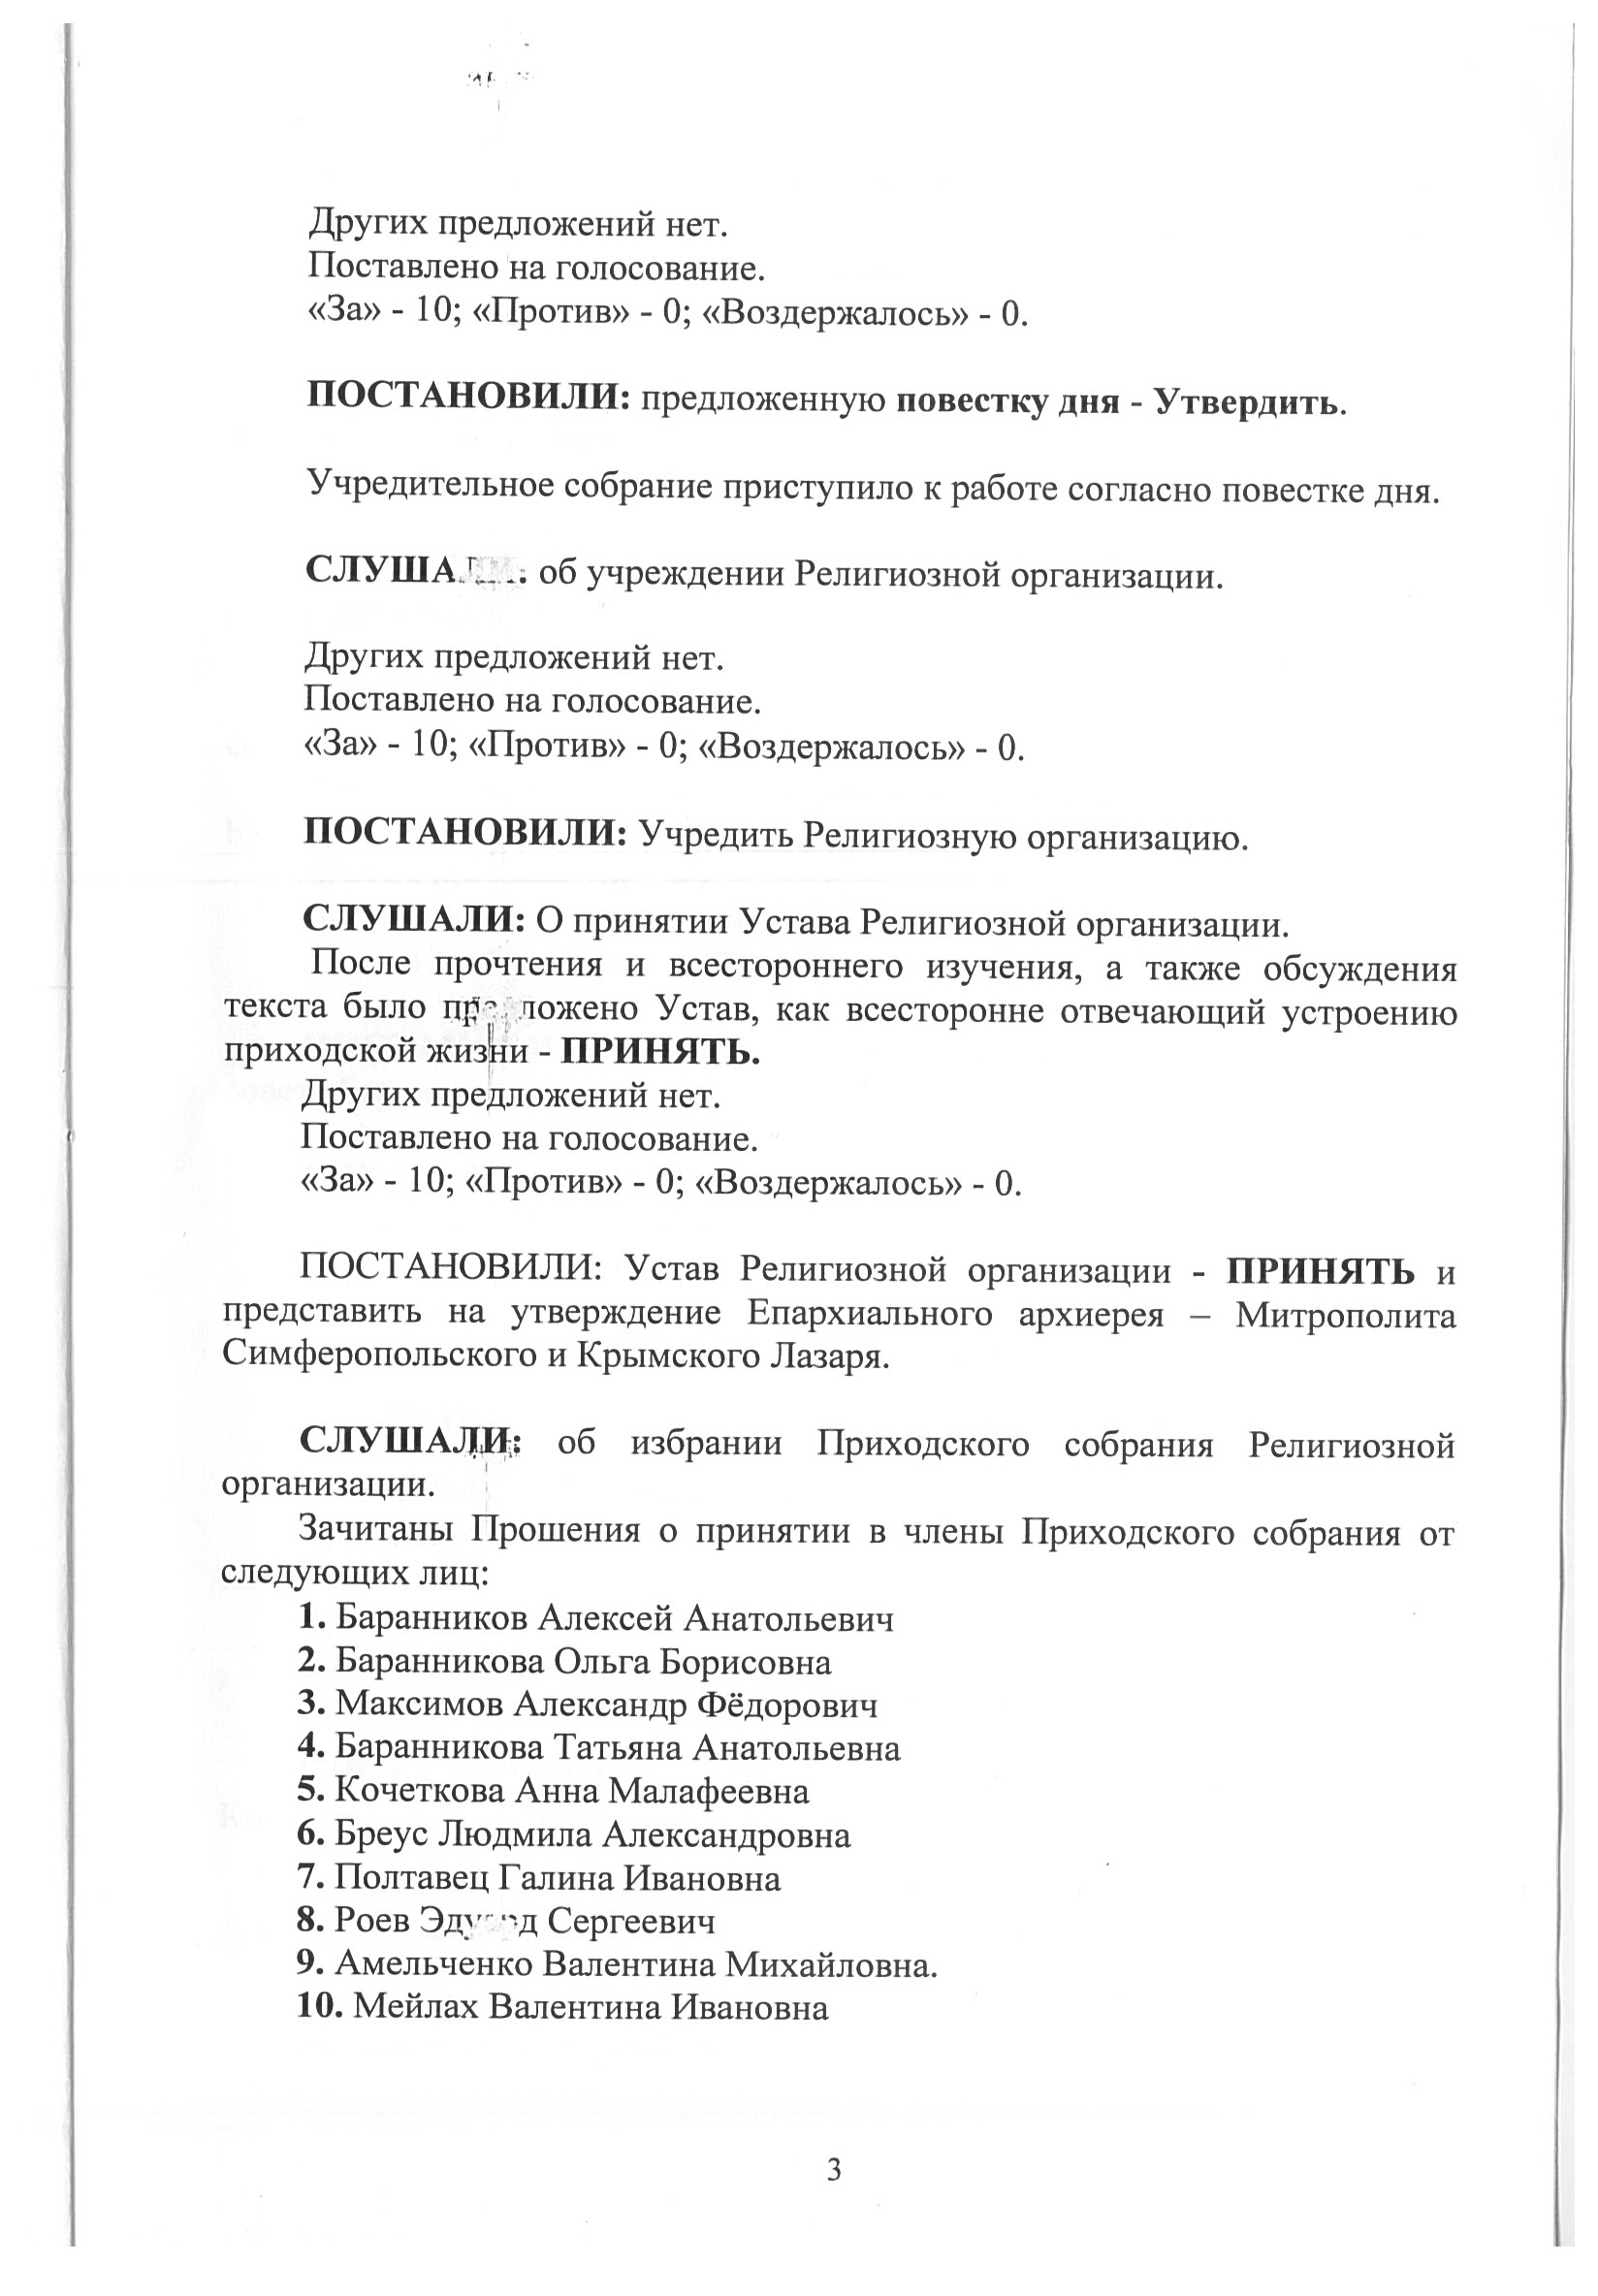 Других предложений нет.
Поставлено на голосование.
«За» - 10; «Против» - 0; «Воздержалось» - 0.
ПОСТАНОВИЛИ: предложенную повестку дня - Утвердить.
Учредительное собрание приступило к работе согласно повестке дня.
СЛУШАЛИ: об учреждении Религиозной организации.
Других предложений нет.
Поставлено на голосование.
«За» - 10; «Против» - 0; «Воздержалось» - 0.
ПОСТАНОВИЛИ: Учредить Религиозную организацию.
СЛУШАЛИ: О принятии Устава Религиозной организации.
После прочтения и всестороннего изучения, а также обсуждения
текста было предложено Устав, как всесторонне отвечающий устроению
приходской жизни - ПРИНЯТЬ.
Других предложений нет.
Поставлено на голосование.
«За» - 10; «Против» - 0; «Воздержалось» - 0.
ПОСТАНОВИЛИ: Устав Религиозной организации - ПРИНЯТЬ и
представить на утверждение Епархиального архиерея – Митрополита
Симферопольского и Крымского Лазаря.
СЛУШАЛИ: об избрании Приходского собрания Религиозной
организации.
Зачитаны Прошения о принятии в члены Приходского собрания от
следующих лиц:
1. Баранников Алексей Анатольевич
2. Баранникова Ольга Борисовна
3. Максимов Александр Фёдорович
4. Баранникова Татьяна Анатольевна
5. Кочеткова Анна Малафеевна
6. Бреус Людмила Александровна
7. Полтавец Галина Ивановна
8. Роев Эдуард Сергеевич
9. Амельченко Валентина Михайловна.
10. Мейлах Валентина Ивановна
3